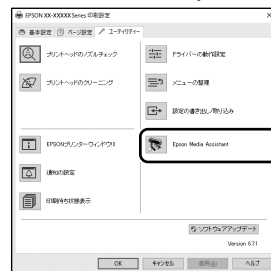 EPSON XX-XXXXX Series 印刷設定
基本設定 ページ設定 ユーティリティー
プリントヘッドのノズルチェック
ドライバーの動作設定
プリントヘッドのクリーニング
メニューの整理
設定の書き出し/取り込み
EPSONプリンターウィンドウ!3
Epson Media Assistant
通知の設定
印刷待ち状態表示
ソフトウェアアップデート
Version 6.71
OK キャンセル 適用(A) ヘルプ